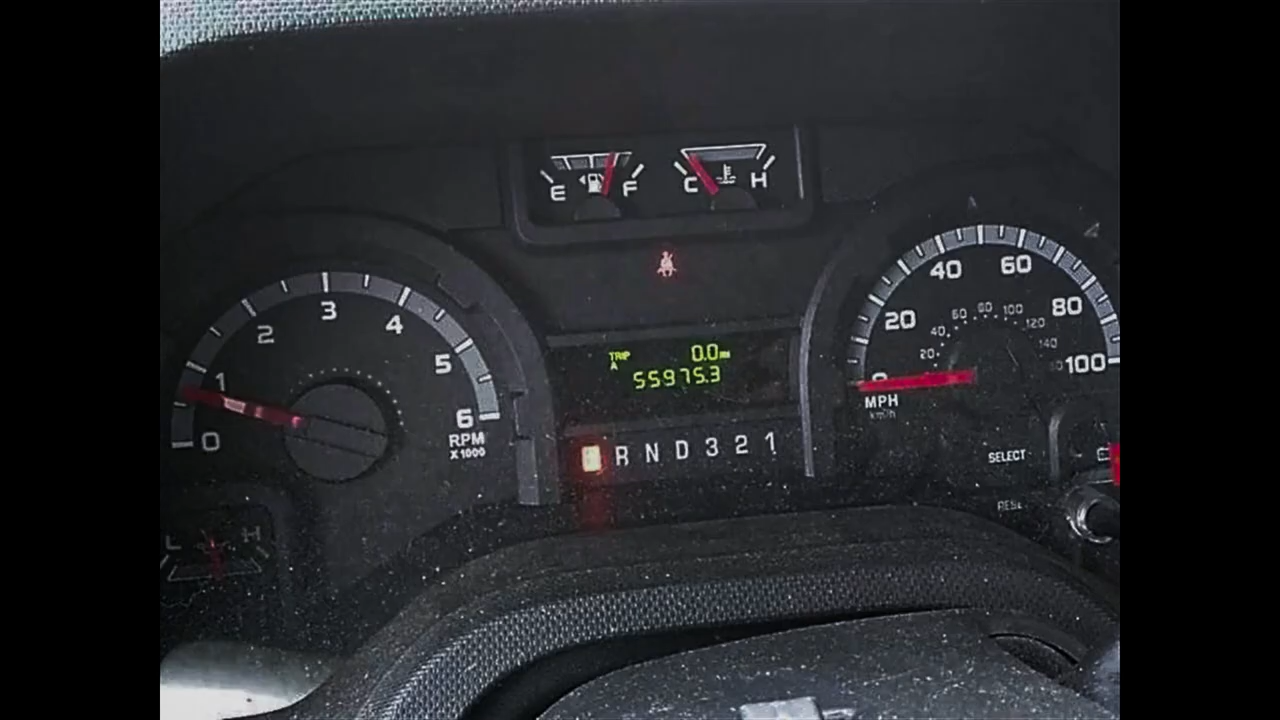 E F
C H
3
2 4
1 5
0 6
RPM
X1000
TRIP 0.0
A
55975.3
R N D 3 2 1
40 60
20 80
100
60 80 100
40 120
20 140
MPH
km/h
SELECT
RESET
L H